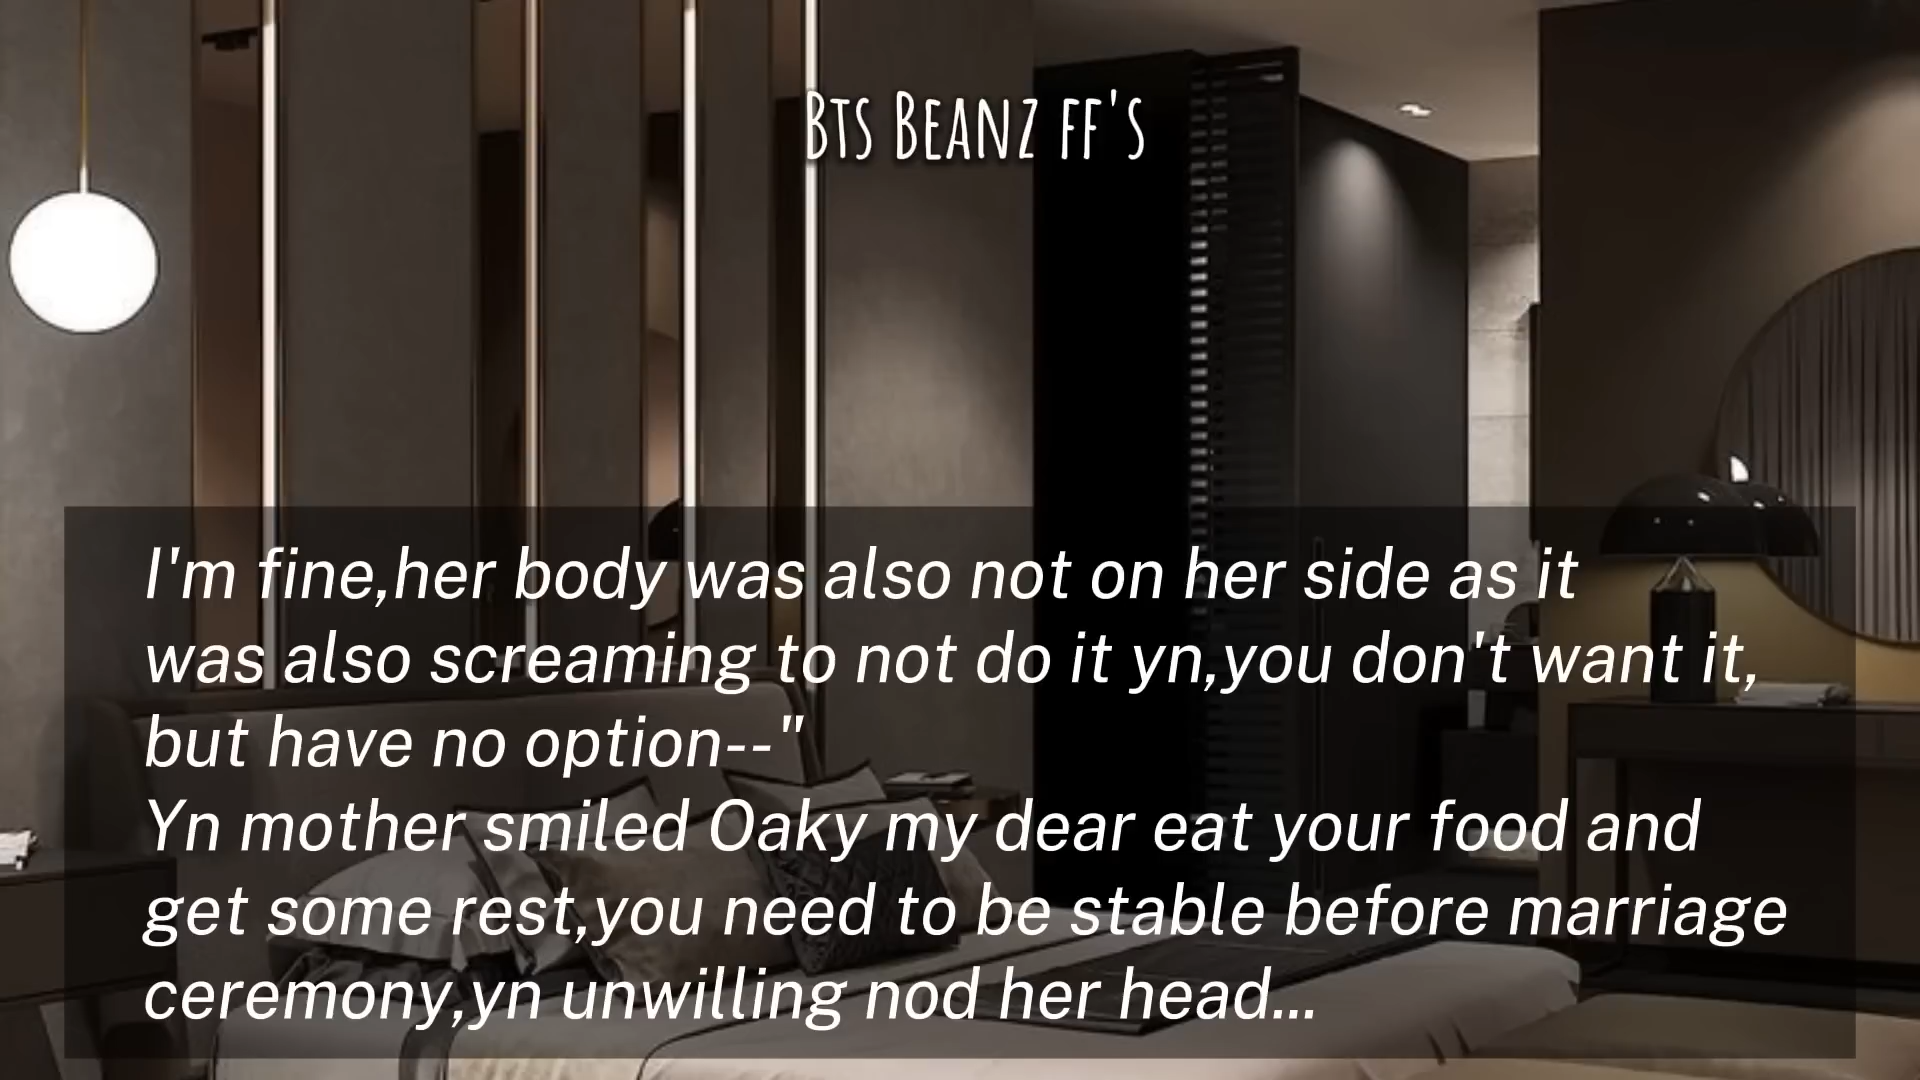 Bts Beanz ff's
I'm fine,her body was also not on her side as it
was also screaming to not do it yn,you don't want it,
but have no option--"
Yn mother smiled Oaky my dear eat your food and
get some rest,you need to be stable before marriage
ceremony,yn unwilling nod her head...